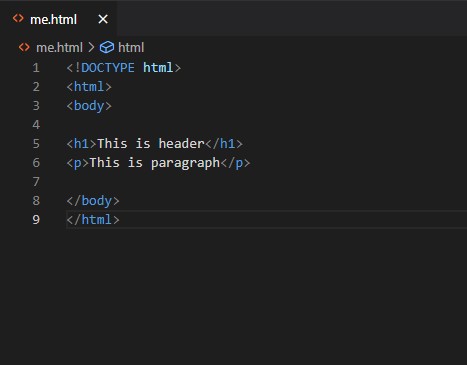 <> me.html ×
<> me.html > html
1 <!DOCTYPE html>
2 <html>
3 <body>
4
5 <h1>This is header</h1>
6 <p>This is paragraph</p>
7
8 </body>
9 </html>